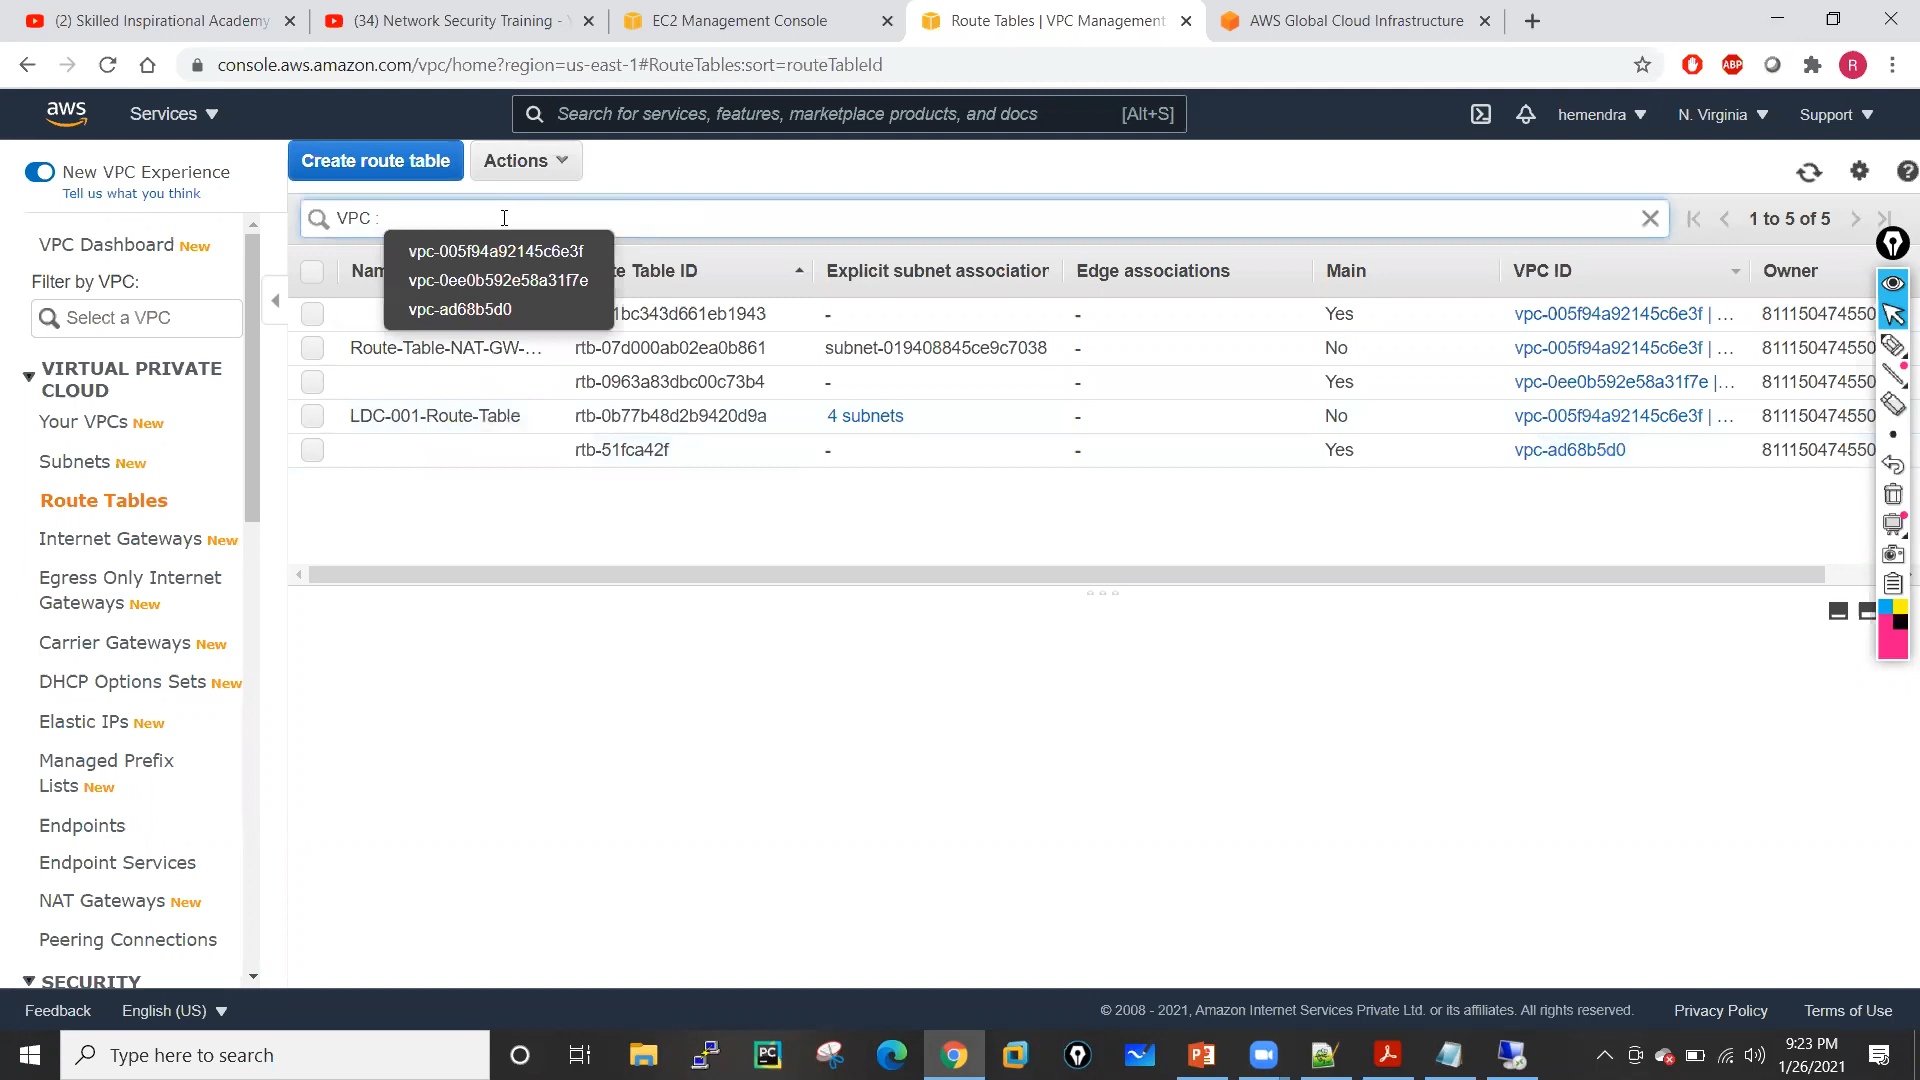 (2) Skilled Inspirational Academy
(34) Network Security Training -
EC2 Management Console
Route Tables | VPC Management
AWS Global Cloud Infrastructure
console.aws.amazon.com/vpc/home?region=us-east-1#RouteTables:sort=routeTableId
ABP
R
aws
Services
Search for services, features, marketplace products, and docs
[Alt+S]
hemendra
N. Virginia
Support
New VPC Experience
Tell us what you think
Create route table
Actions
VPC :
1 to 5 of 5
vpc-005f94a92145c6e3f
vpc-0ee0b592e58a31f7e
vpc-ad68b5d0
VPC Dashboard New
Filter by VPC:
Select a VPC
VIRTUAL PRIVATE
CLOUD
Your VPCs New
Subnets New
Route Tables
Internet Gateways New
Egress Only Internet
Gateways New
Carrier Gateways New
DHCP Options Sets New
Elastic IPs New
Managed Prefix
Lists New
Endpoints
Endpoint Services
NAT Gateways New
Peering Connections
SECURITY
Table ID Explicit subnet association Edge associations Main VPC ID Owner
1bc343d661eb1943 - - Yes vpc-005f94a92145c6e3f | ... 811150474550
Route-Table-NAT-GW-... rtb-07d000ab02ea0b861 subnet-019408845ce9c7038 - No vpc-005f94a92145c6e3f | ... 811150474550
rtb-0963a83dbc00c73b4 - - Yes vpc-0ee0b592e58a31f7e |... 811150474550
LDC-001-Route-Table rtb-0b77b48d2b9420d9a 4 subnets - No vpc-005f94a92145c6e3f | ... 811150474550
rtb-51fca42f - - Yes vpc-ad68b5d0 811150474550
Feedback
English (US)
© 2008 - 2021, Amazon Internet Services Private Ltd. or its affiliates. All rights reserved.
Privacy Policy
Terms of Use
Type here to search
PC
9:23 PM
1/26/2021